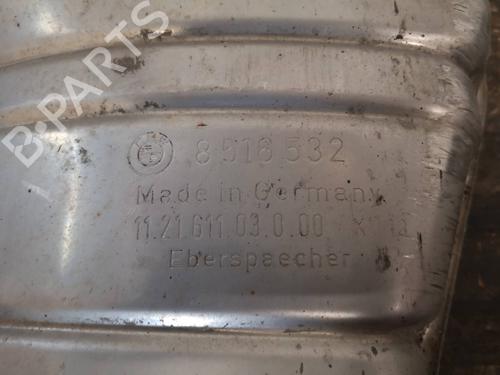 B-PARTS
8 516 532
Made in Germany
11.21.611.03.0.00
Eberspaecher